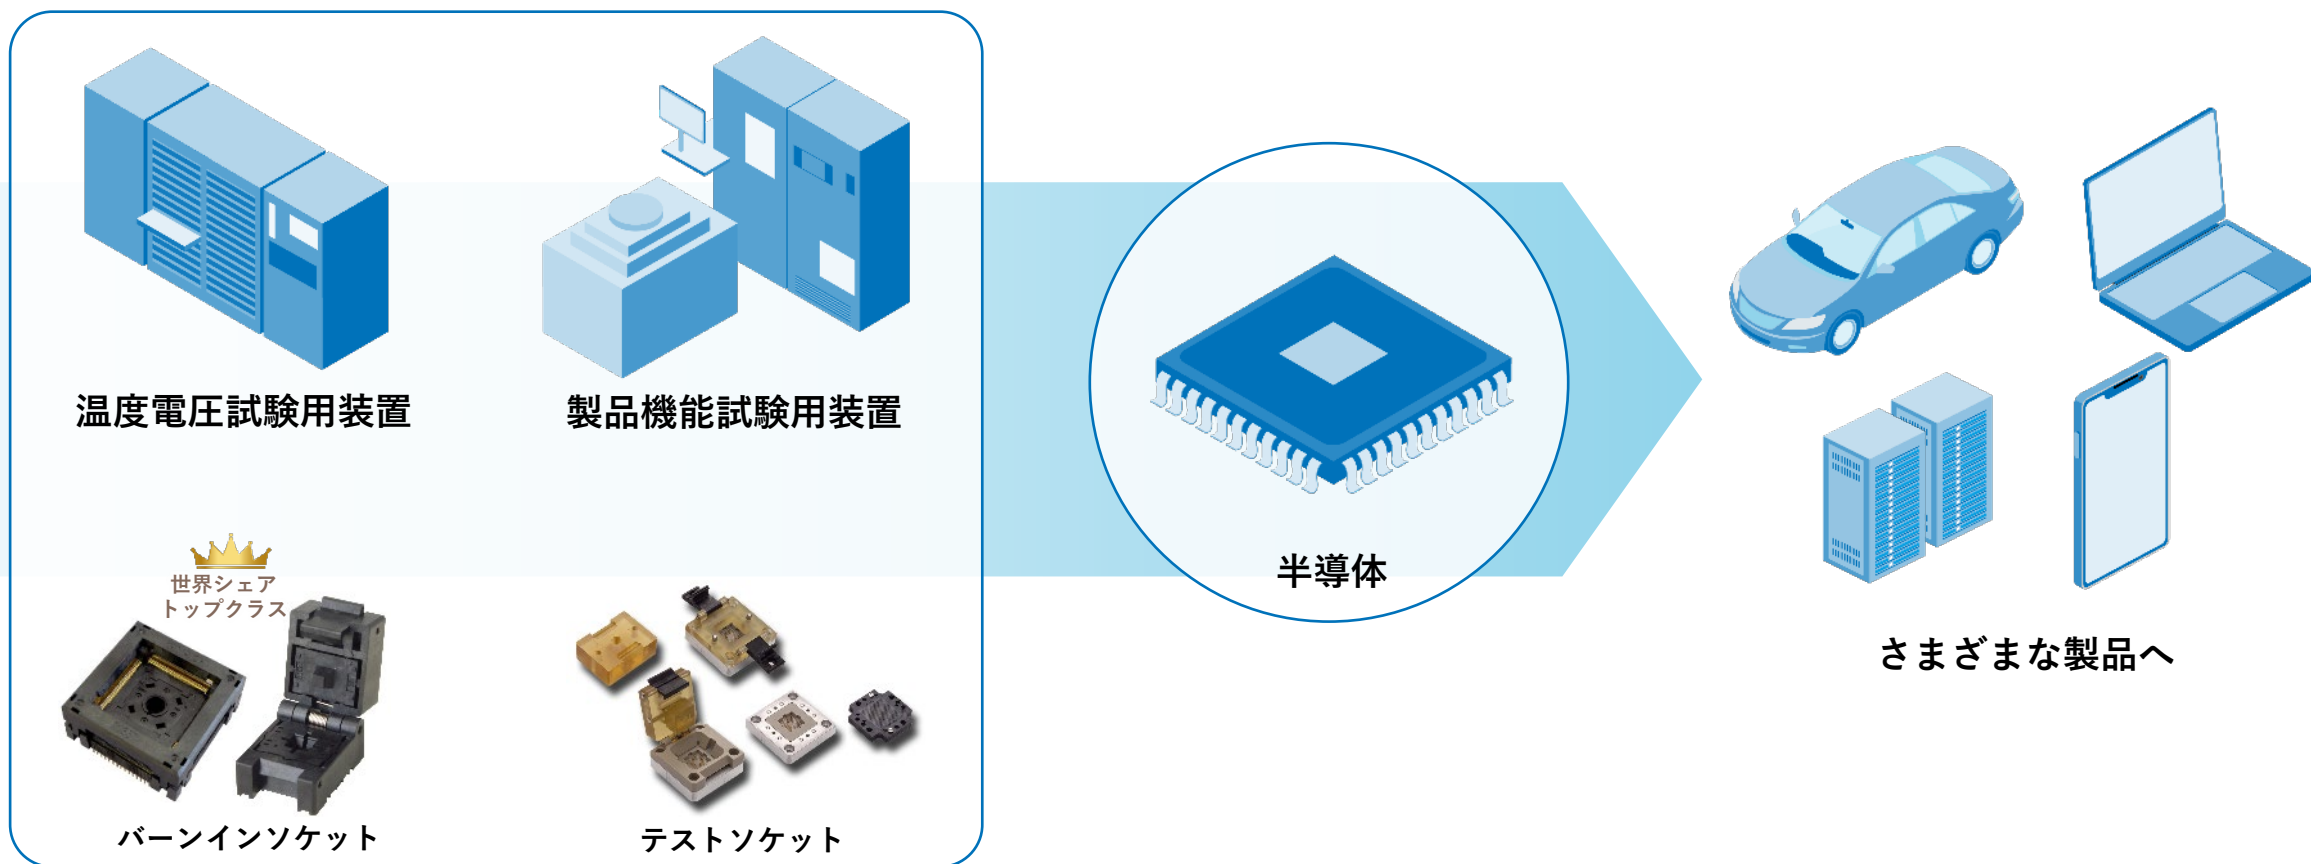 温度電圧試験用装置
製品機能試験用装置
世界シェア
トップクラス
バーンインソケット
テストソケット
半導体
さまざまな製品へ